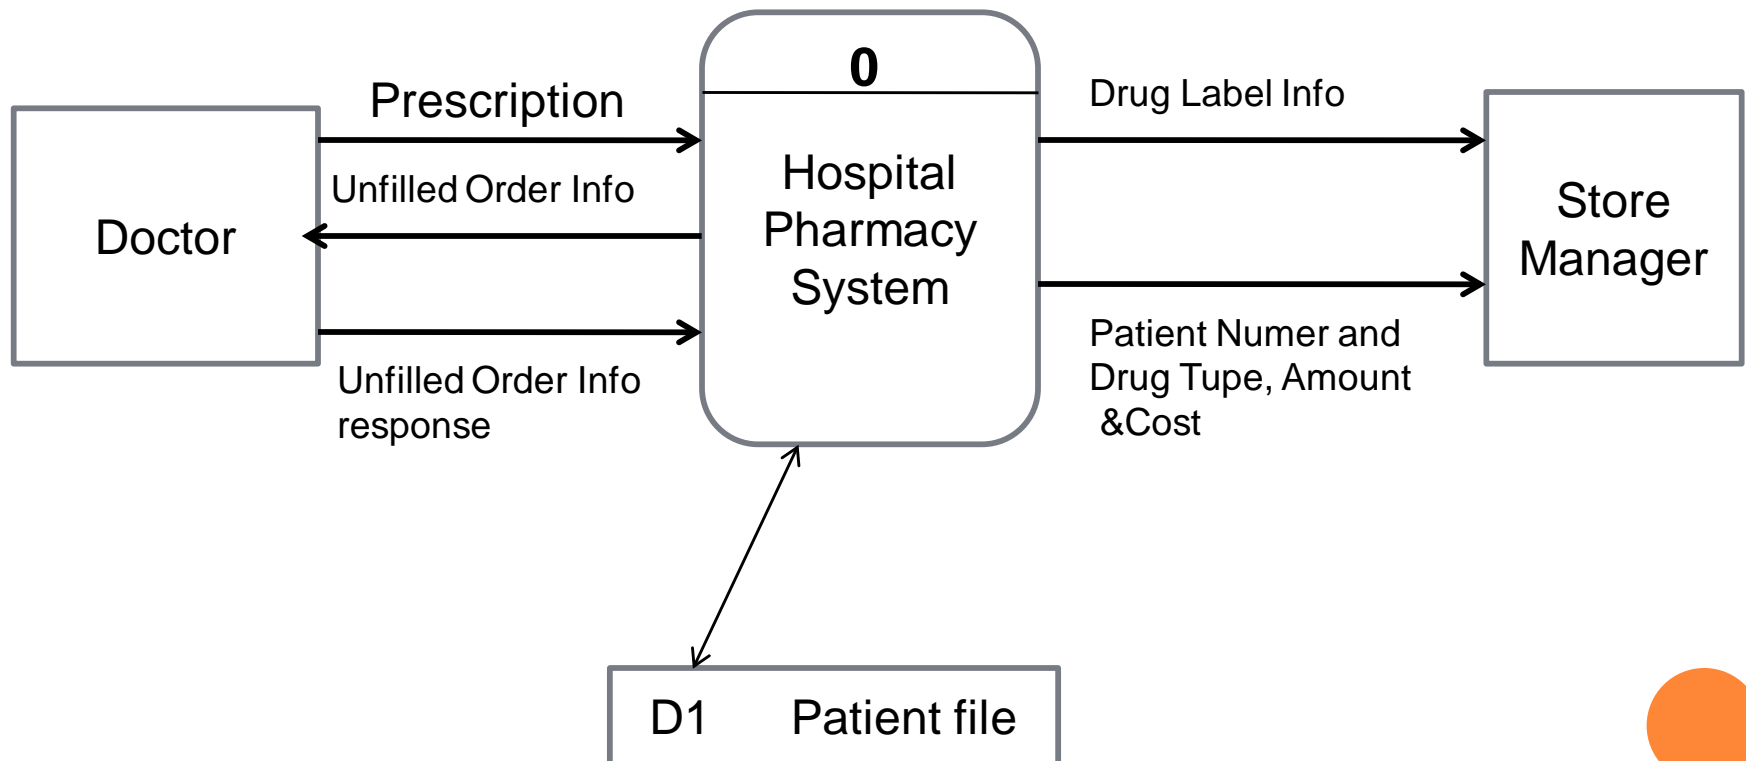 0
Prescription
Drug Label Info
Unfilled Order Info
Doctor
Hospital
Pharmacy
System
Store
Manager
Unfilled Order Info
response
Patient Numer and
Drug Tupe, Amount
&Cost
D1 Patient file